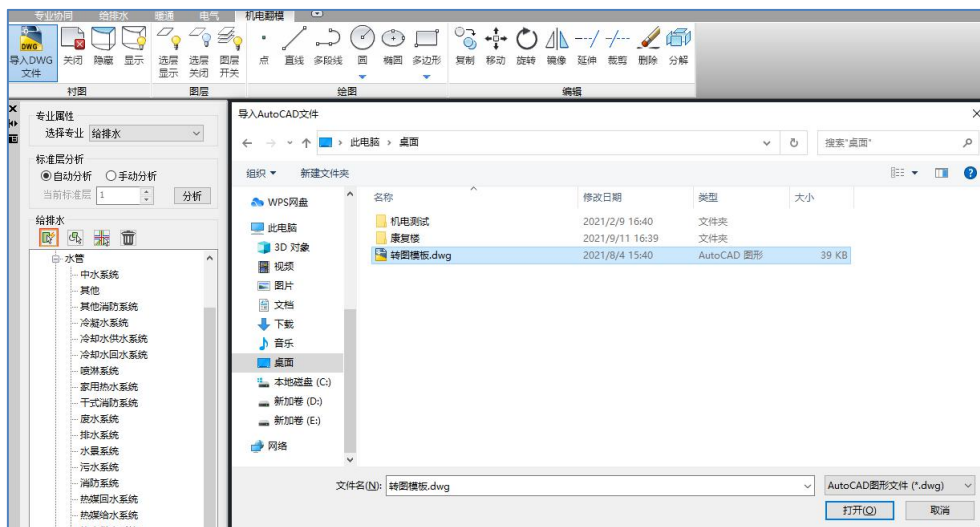 专业协同 给排水 暖通 电气 机电翻模
DWG
导入DWG文件 关闭 隐藏 显示 选层显示 选层关闭 图层开关 点 直线 多段线 圆 椭圆 多边形 复制 移动 旋转 镜像 延伸 裁剪 删除 分解
衬图 图层 绘图 编辑
专业属性
选择专业 给排水
标准层分析
自动分析 手动分析
当前标准层 1 分析
给排水
水管
中水系统
其他
其他消防系统
冷凝水系统
冷却水供水系统
冷却水回水系统
喷淋系统
家用热水系统
干式消防系统
废水系统
排水系统
水景系统
污水系统
消防系统
热媒回水系统
热媒给水系统
导入AutoCAD文件
此电脑 › 桌面 搜索"桌面"
组织 新建文件夹
WPS网盘
此电脑
3D 对象
视频
图片
文档
下载
音乐
桌面
本地磁盘 (C:)
新加卷 (D:)
新加卷 (E:)
网络
名称 修改日期 类型 大小
机电测试 2021/2/9 16:40 文件夹
康复楼 2021/9/11 16:39 文件夹
转图模板.dwg 2021/8/4 15:40 AutoCAD 图形 39 KB
文件名(N): 转图模板.dwg AutoCAD图形文件 (*.dwg)
打开(O) 取消